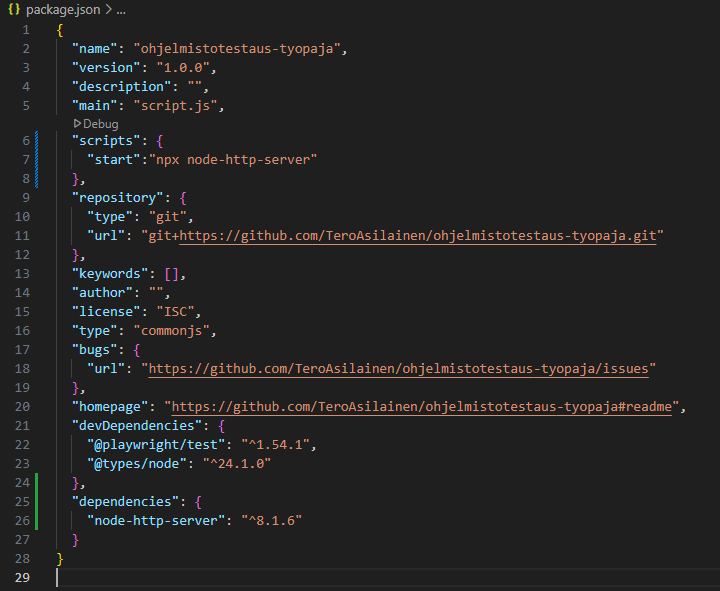 {} package.json > ...
1 {
2   "name": "ohjelmistotestaus-tyopaja",
3   "version": "1.0.0",
4   "description": "",
5   "main": "script.js",
▷ Debug
6   "scripts": {
7     "start":"npx node-http-server"
8   },
9   "repository": {
10     "type": "git",
11     "url": "git+https://github.com/TeroAsilainen/ohjelmistotestaus-tyopaja.git"
12   },
13   "keywords": [],
14   "author": "",
15   "license": "ISC",
16   "type": "commonjs",
17   "bugs": {
18     "url": "https://github.com/TeroAsilainen/ohjelmistotestaus-tyopaja/issues"
19   },
20   "homepage": "https://github.com/TeroAsilainen/ohjelmistotestaus-tyopaja#readme",
21   "devDependencies": {
22     "@playwright/test": "^1.54.1",
23     "@types/node": "^24.1.0"
24   },
25   "dependencies": {
26     "node-http-server": "^8.1.6"
27   }
28 }
29